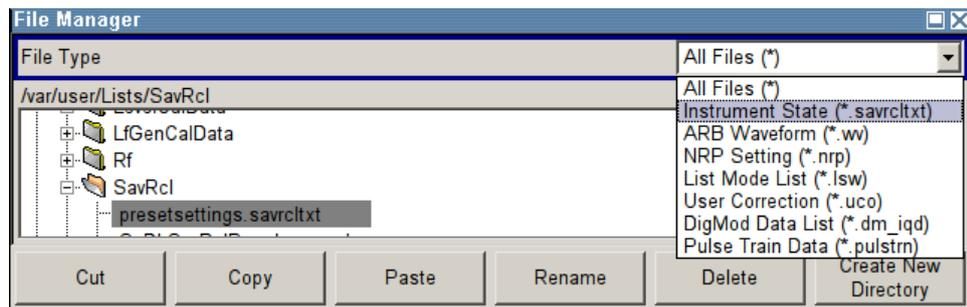 File Manager
File Type
All Files (*)
/var/user/Lists/SavRcl
All Files (*)
Instrument State (*.savrcltxt)
ARB Waveform (*.wv)
NRP Setting (*.nrp)
List Mode List (*.lsw)
User Correction (*.uco)
DigMod Data List (*.dm_iqd)
Pulse Train Data (*.pulstrn)
LfGenCalData
Rf
SavRcl
presetsettings.savrcltxt
Cut
Copy
Paste
Rename
Delete
Create New
Directory